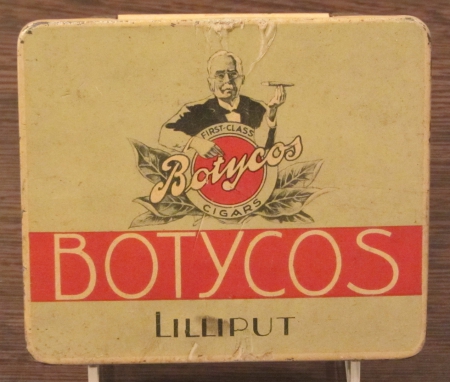 FIRST-CLASS
Botycos
CIGARS
BOTYCOS
LILLIPUT